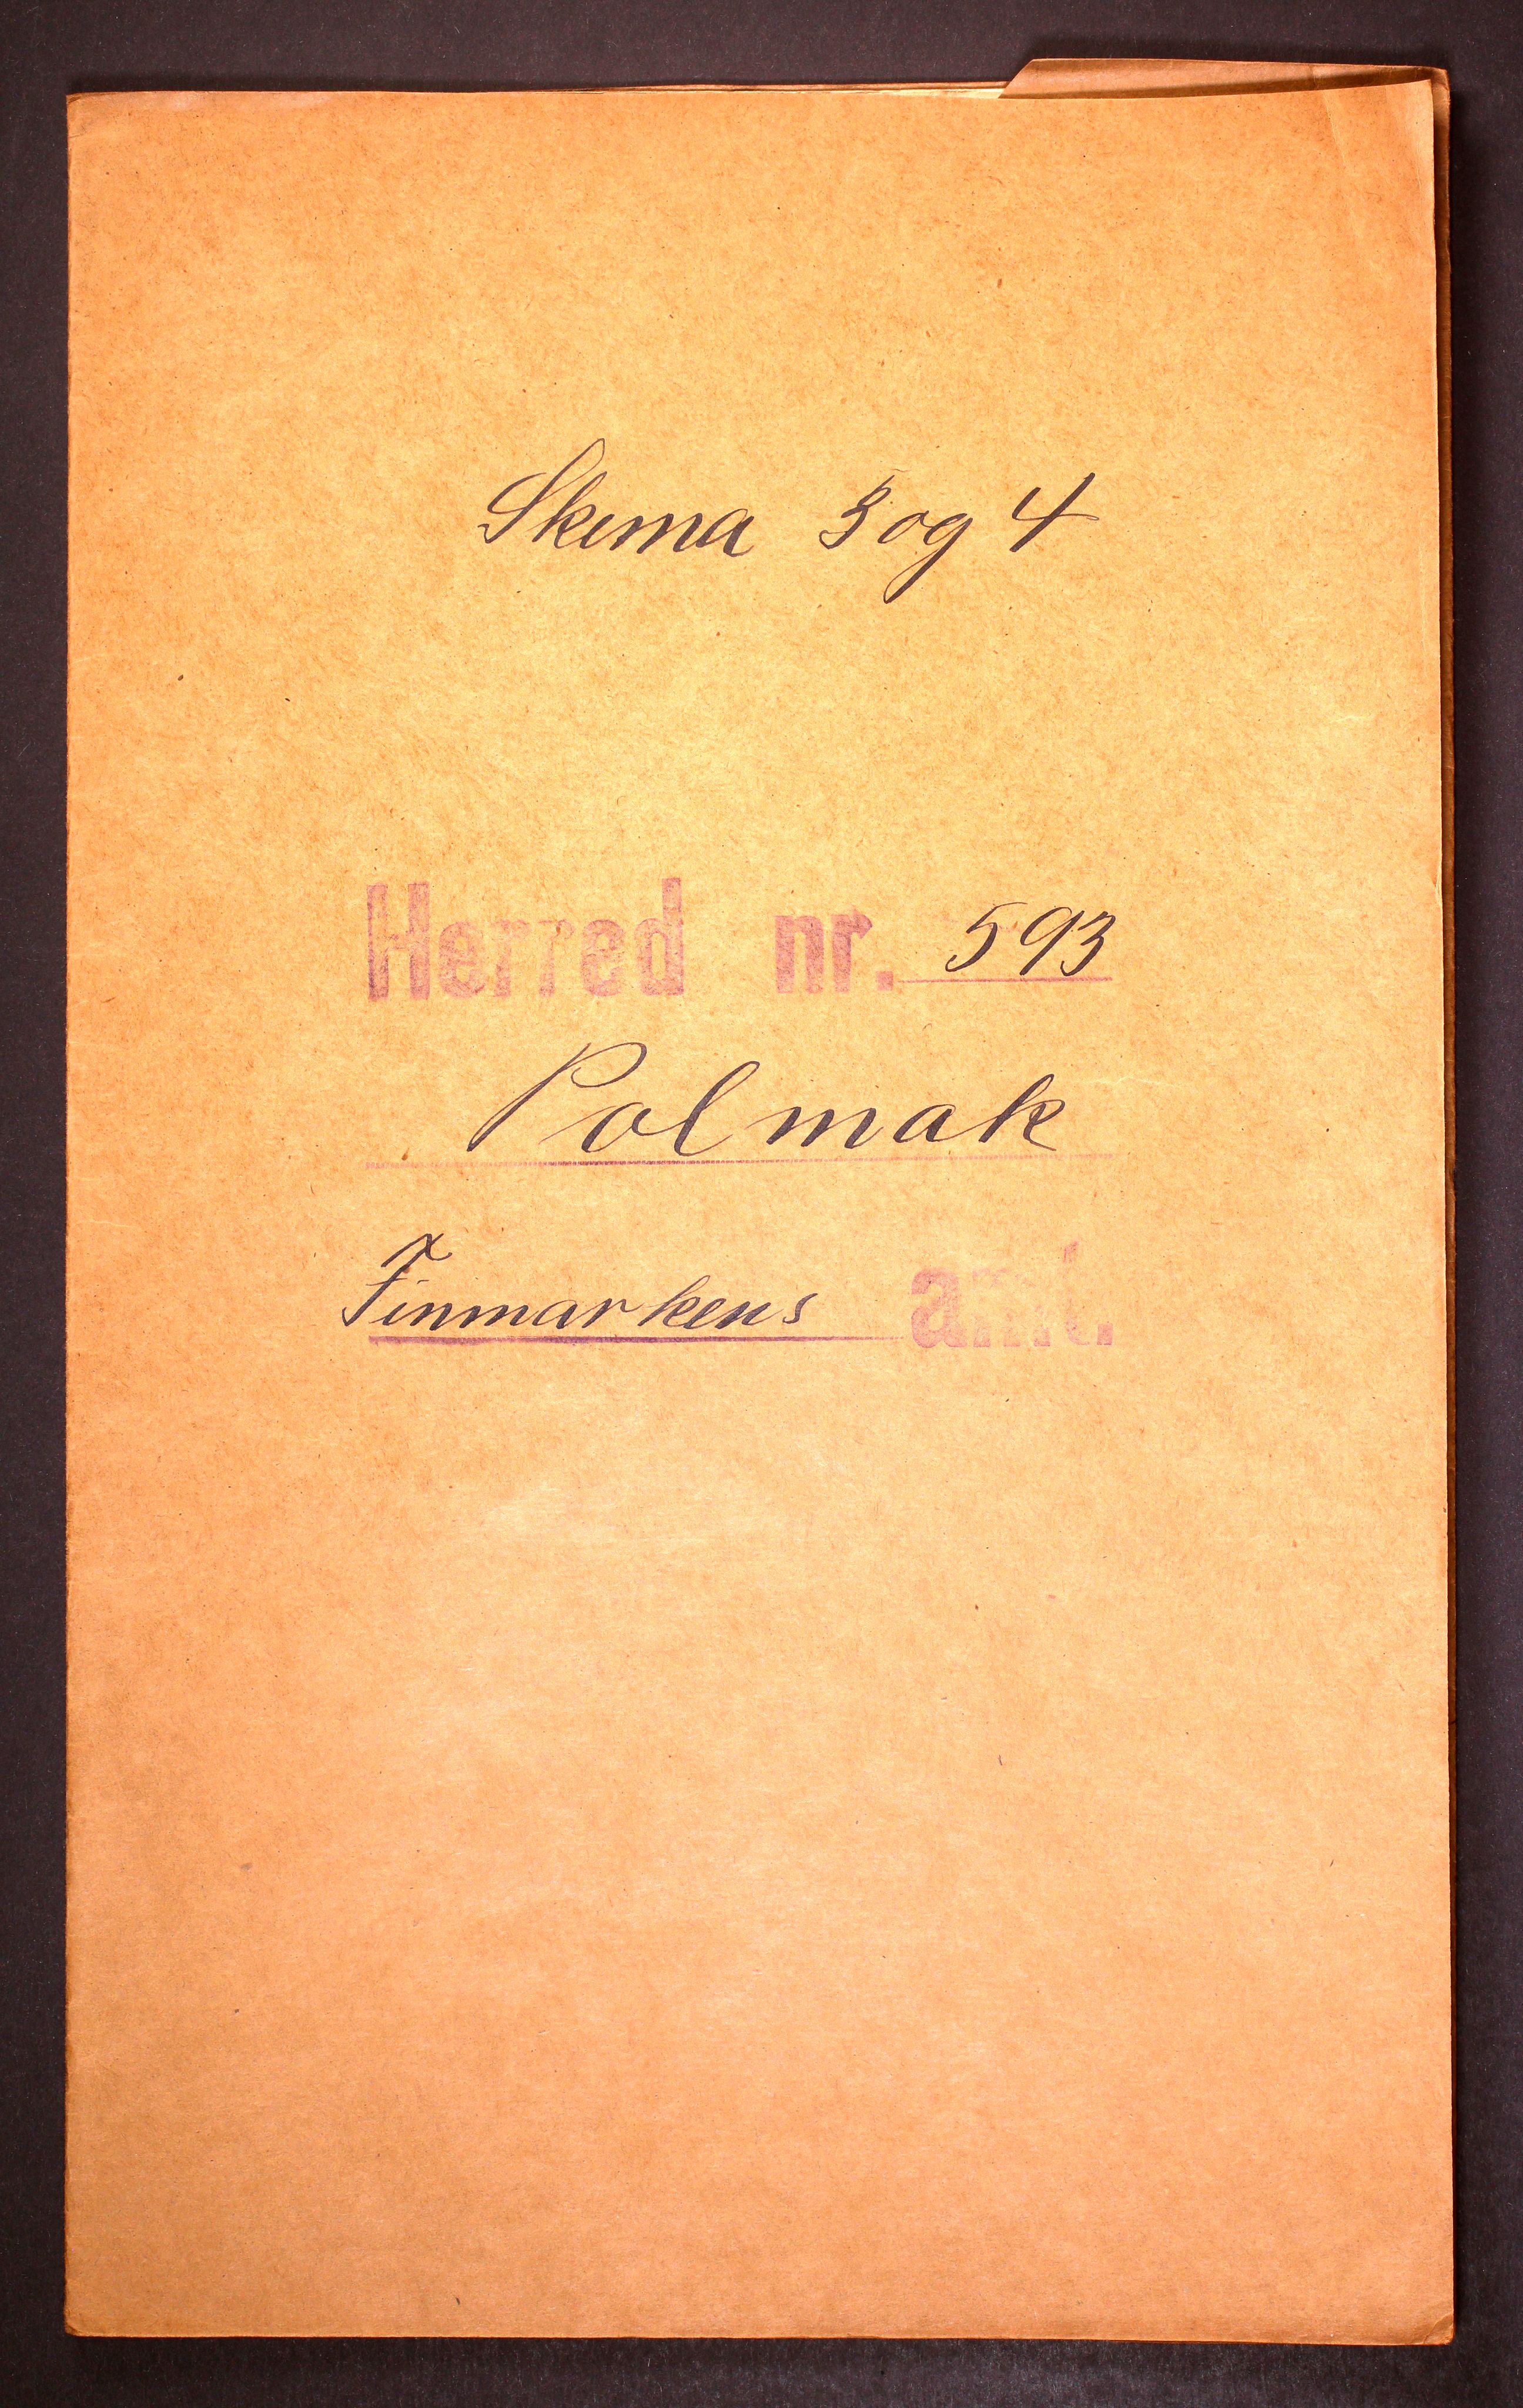 Skema 3 og 4
Herred nr. 593
Polmak
Finmarkens amt.